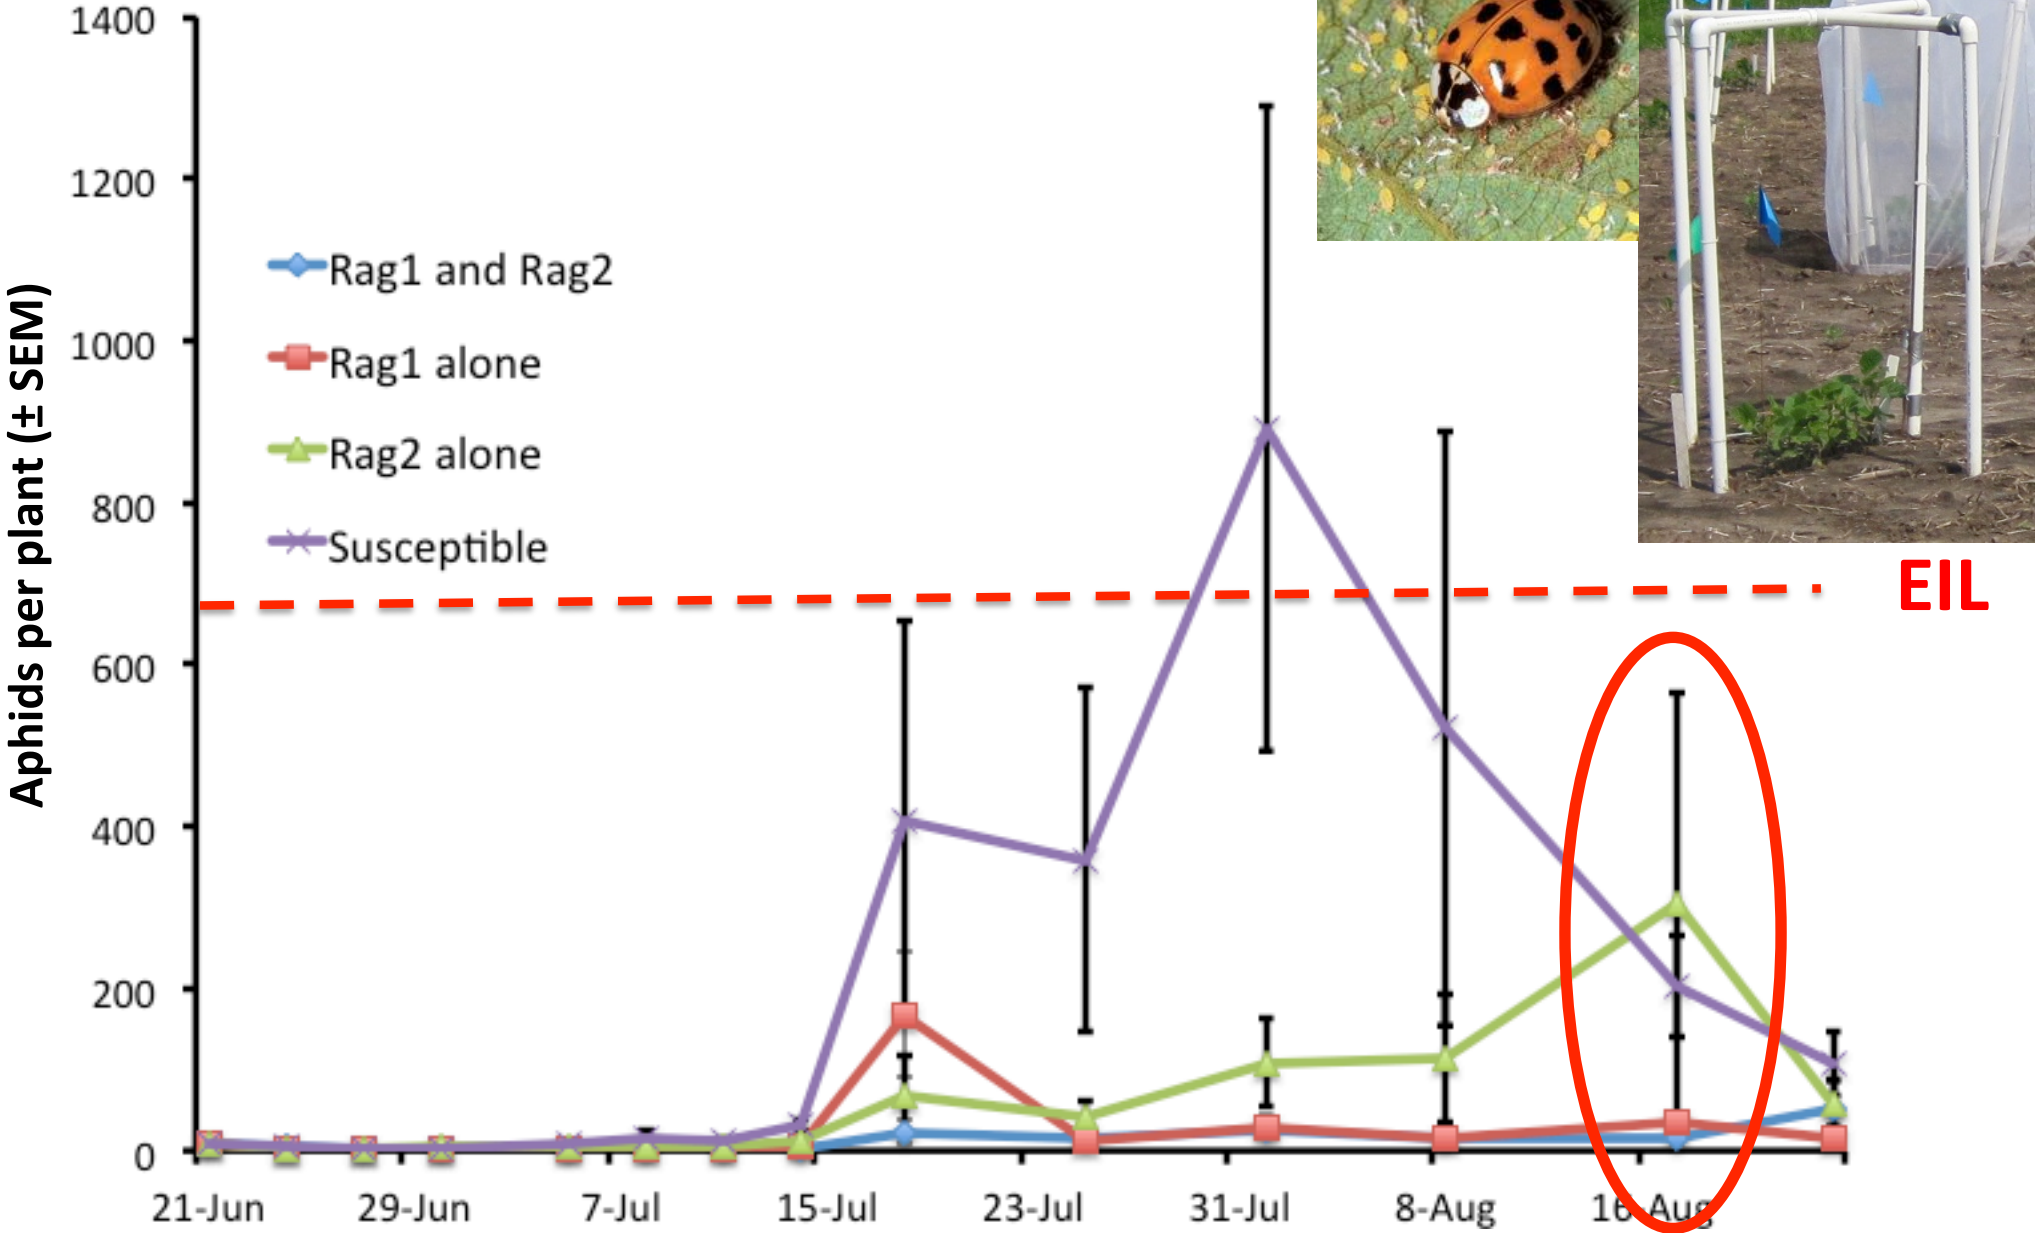 Aphids per plant (± SEM)
1400
1200
1000
800
600
400
200
0
Rag1 and Rag2
Rag1 alone
Rag2 alone
Susceptible
EIL
21-Jun 29-Jun 7-Jul 15-Jul 23-Jul 31-Jul 8-Aug 16-Aug